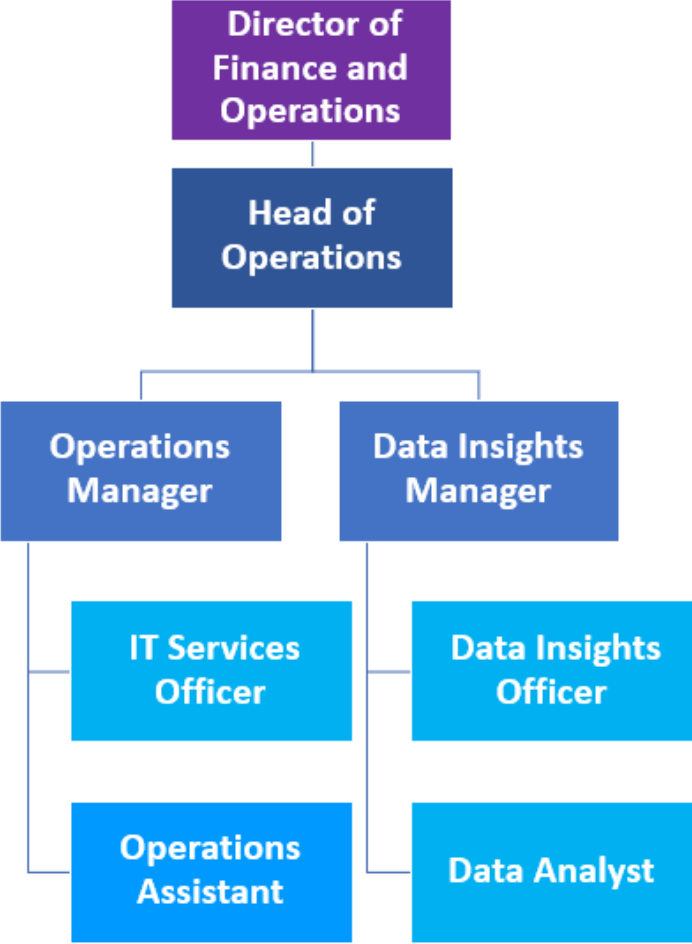 Director of
Finance and
Operations
Head of
Operations
Operations
Manager
Data Insights
Manager
IT Services
Officer
Data Insights
Officer
Operations
Assistant
Data Analyst